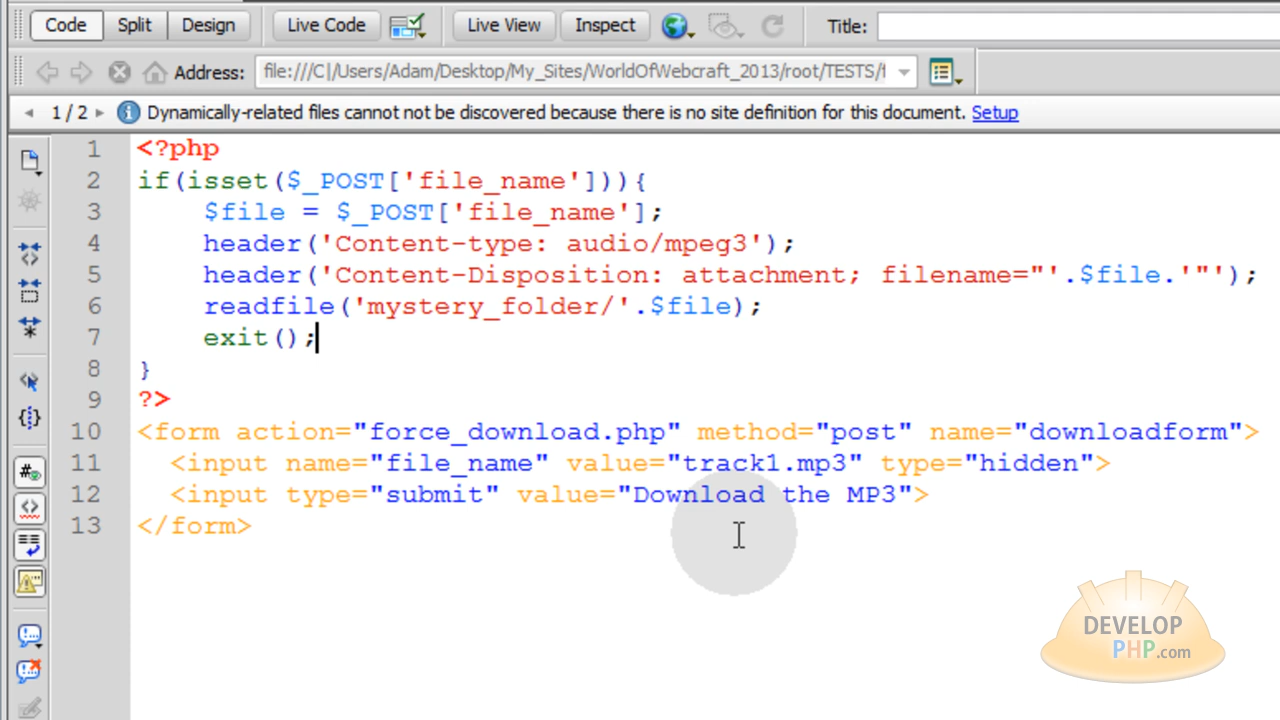 Code Split Design Live Code Live View Inspect Title:
Address: file:///C|/Users/Adam/Desktop/My_Sites/WorldOfWebcraft_2013/root/TESTS/f
1 / 2 Dynamically-related files cannot not be discovered because there is no site definition for this document. Setup
1 <?php
2 if(isset($_POST['file_name'])){
3 $file = $_POST['file_name'];
4 header('Content-type: audio/mpeg3');
5 header('Content-Disposition: attachment; filename="'.$file.'"');
6 readfile('mystery_folder/'.$file);
7 exit();
8 }
9 ?>
10 <form action="force_download.php" method="post" name="downloadform">
11 <input name="file_name" value="track1.mp3" type="hidden">
12 <input type="submit" value="Download the MP3">
13 </form>
DEVELOP
PHP.com